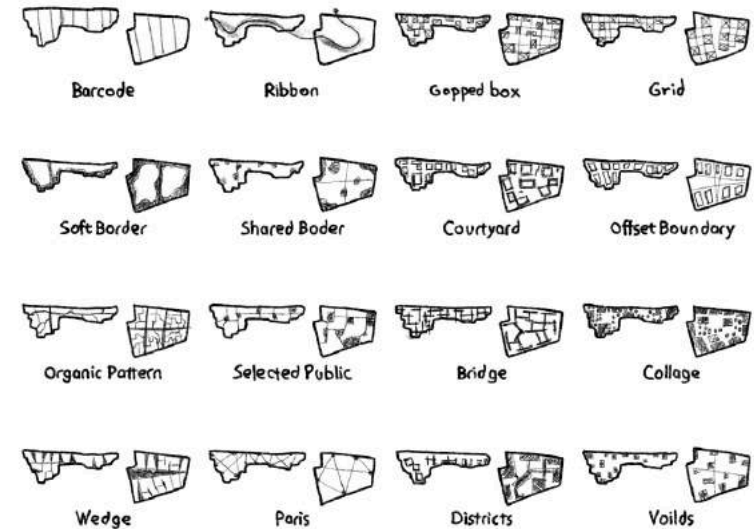 Barcode
Ribbon
Gopped box
Grid
Soft Border
Shared Boder
Courtyard
Offset Boundary
Organic Pattern
Selected Public
Bridge
Collage
Wedge
Paris
Districts
Voilds